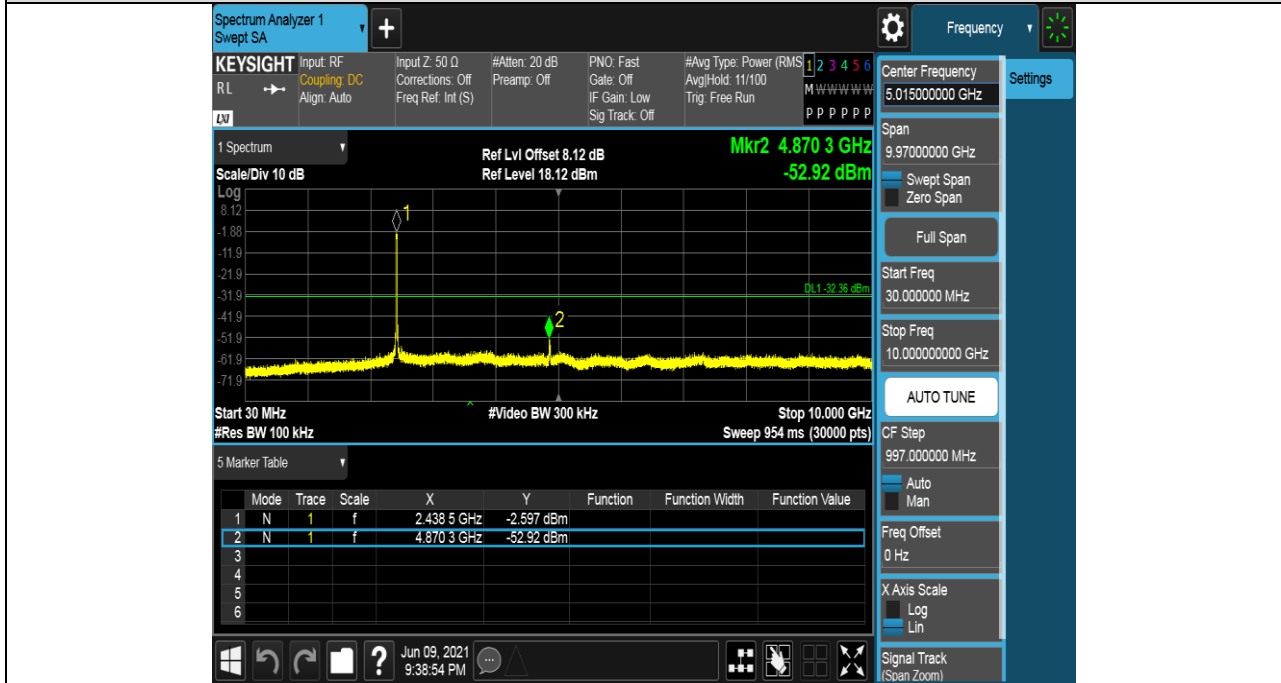 Spectrum Analyzer 1
Swept SA
+
Frequency
KEYSIGHT
RL
LXI
Input: RF
Coupling: DC
Align: Auto
Input Z: 50 Ω
Corrections: Off
Freq Ref: Int (S)
#Atten: 20 dB
Preamp: Off
PNO: Fast
Gate: Off
IF Gain: Low
Sig Track: Off
#Avg Type: Power (RMS
Avg|Hold: 11/100
Trig: Free Run
1 2 3 4 5 6
M W W W W W
P P P P P P
1 Spectrum
Scale/Div 10 dB
Ref Lvl Offset 8.12 dB
Ref Level 18.12 dBm
Mkr2 4.870 3 GHz
-52.92 dBm
Log
8.12
-1.88
-11.9
-21.9
-31.9
-41.9
-51.9
-61.9
-71.9
1
2
DL1 -32.36 dBm
Start 30 MHz
#Video BW 300 kHz
Stop 10.000 GHz
#Res BW 100 kHz
Sweep 954 ms (30000 pts)
5 Marker Table
Mode Trace Scale X Y Function Function Width Function Value
1 N 1 f 2.438 5 GHz -2.597 dBm
2 N 1 f 4.870 3 GHz -52.92 dBm
3
4
5
6
?
Jun 09, 2021
9:38:54 PM
Center Frequency
5.015000000 GHz
Settings
Span
9.97000000 GHz
Swept Span
Zero Span
Full Span
Start Freq
30.000000 MHz
Stop Freq
10.000000000 GHz
AUTO TUNE
CF Step
997.000000 MHz
Auto
Man
Freq Offset
0 Hz
X Axis Scale
Log
Lin
Signal Track
(Span Zoom)